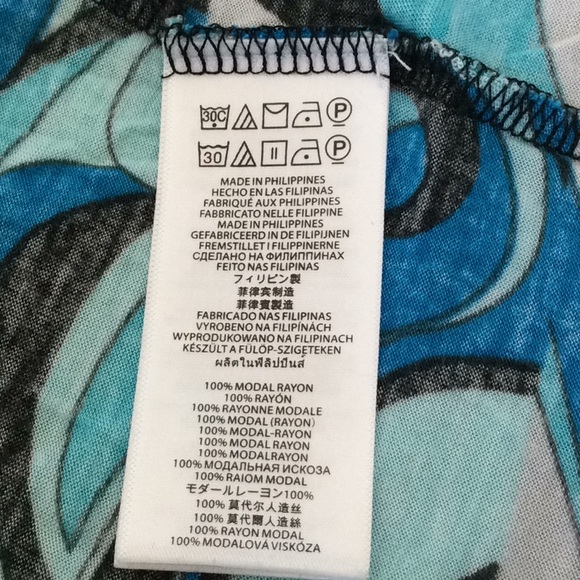 30C P
30 P
MADE IN PHILIPPINES
HECHO EN LAS FILIPINAS
FABRIQUÉ AUX PHILIPPINES
FABBRICATO NELLE FILIPPINE
MADE IN PHILIPPINES
GEFABRICEERD IN DE FILIPIJNEN
FREMSTILLET I FILIPPINERNE
СДЕЛАНО НА ФИЛИППИНАХ
FEITO NAS FILIPINAS
フィリピン製
菲律宾制造
菲律賓製造
FABRICADO NAS FILIPINAS
VYROBENO NA FILIPÍNÁCH
WYPRODUKOWANO NA FILIPINACH
KÉSZÜLT A FÜLÖP-SZIGETEKEN
ผลิตในฟิลิปปินส์
100% MODAL RAYON
100% RAYÓN
100% RAYONNE MODALE
100% MODAL (RAYON)
100% MODAL-RAYON
100% MODAL RAYON
100% MODALRAYON
100% МОДАЛЬНАЯ ИСКОЗА
100% RAIOM MODAL
モダールレーヨン100%
100% 莫代尔人造丝
100% 莫代爾人造絲
100% RAYON MODAL
100% MODALOVÁ VISKÓZA